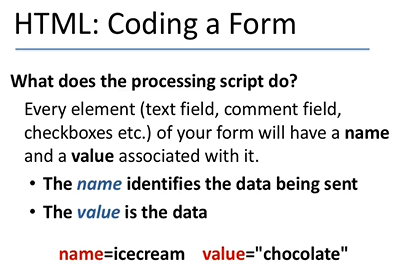 HTML: Coding a Form
What does the processing script do?
Every element (text field, comment field,
checkboxes etc.) of your form will have a name
and a value associated with it.
• The name identifies the data being sent
• The value is the data
name=icecream value="chocolate"